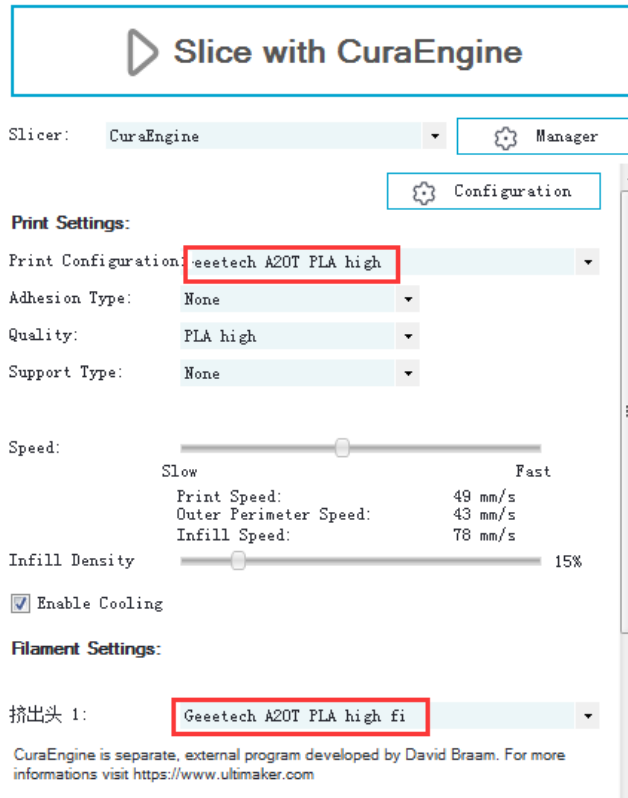 Slice with CuraEngine
Slicer: CuraEngine Manager
Configuration
Print Settings:
Print Configuration: eeetech A20T PLA high
Adhesion Type: None
Quality: PLA high
Support Type: None
Speed:
Slow Fast
Print Speed: 49 mm/s
Outer Perimeter Speed: 43 mm/s
Infill Speed: 78 mm/s
Infill Density 15%
Enable Cooling
Filament Settings:
挤出头 1: Geeetech A20T PLA high fi
CuraEngine is separate, external program developed by David Braam. For more
informations visit https://www.ultimaker.com